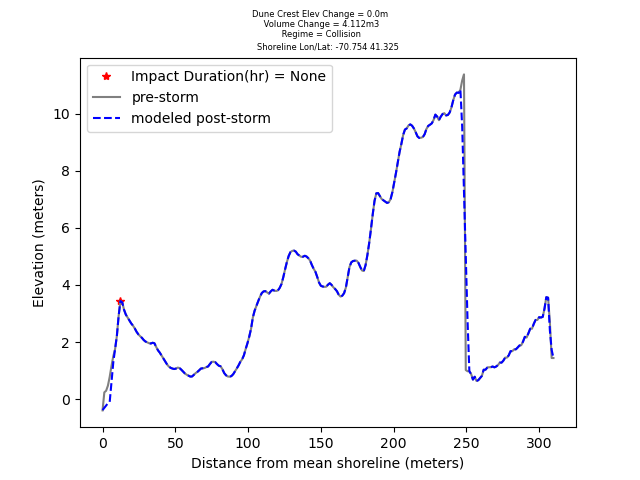 Dune Crest Elev Change = 0.0m
Volume Change = 4.112m3
Regime = Collision
Shoreline Lon/Lat: -70.754 41.325
Impact Duration(hr) = None
pre-storm
modeled post-storm
Elevation (meters)
10
8
6
4
2
0
0 50 100 150 200 250 300
Distance from mean shoreline (meters)